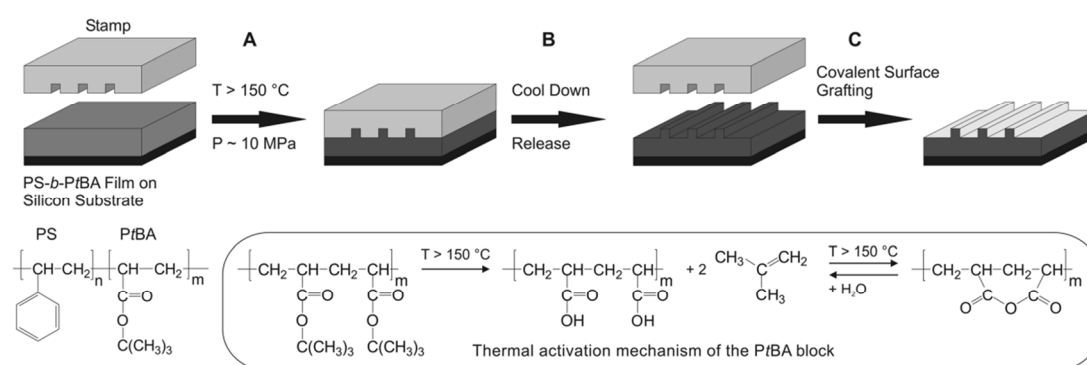 Stamp
A
B
C
T > 150 °C
P ~ 10 MPa
Cool Down
Release
Covalent Surface
Grafting
PS-b-PtBA Film on
Silicon Substrate
PS
PtBA
CH—CH₂
n
CH—CH₂
m
C=O
O
C(CH₃)₃
CH₂—CH—CH₂—CH
m
C=O
C=O
O
O
C(CH₃)₃
C(CH₃)₃
T > 150 °C
CH₂—CH—CH₂—CH
m
C=O
C=O
OH
OH
+ 2
CH₃
CH₂
CH₃
T > 150 °C
+ H₂O
CH₂—CH—CH₂—CH
m
C
C
O
O
O
Thermal activation mechanism of the PtBA block